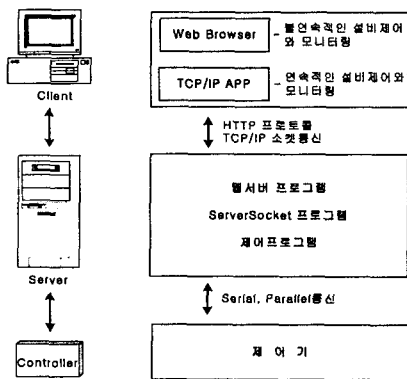 Web Browser
- 불연속적인 설비제어
와 모니터링
TCP/IP APP
- 연속적인 설비제어와
모니터링
Client
HTTP 프로토콜
TCP/IP 소켓통신
웹서버 프로그램
ServerSocket 프로그램
제어프로그램
Server
Serial, Parallel통신
Controller
제 어 기